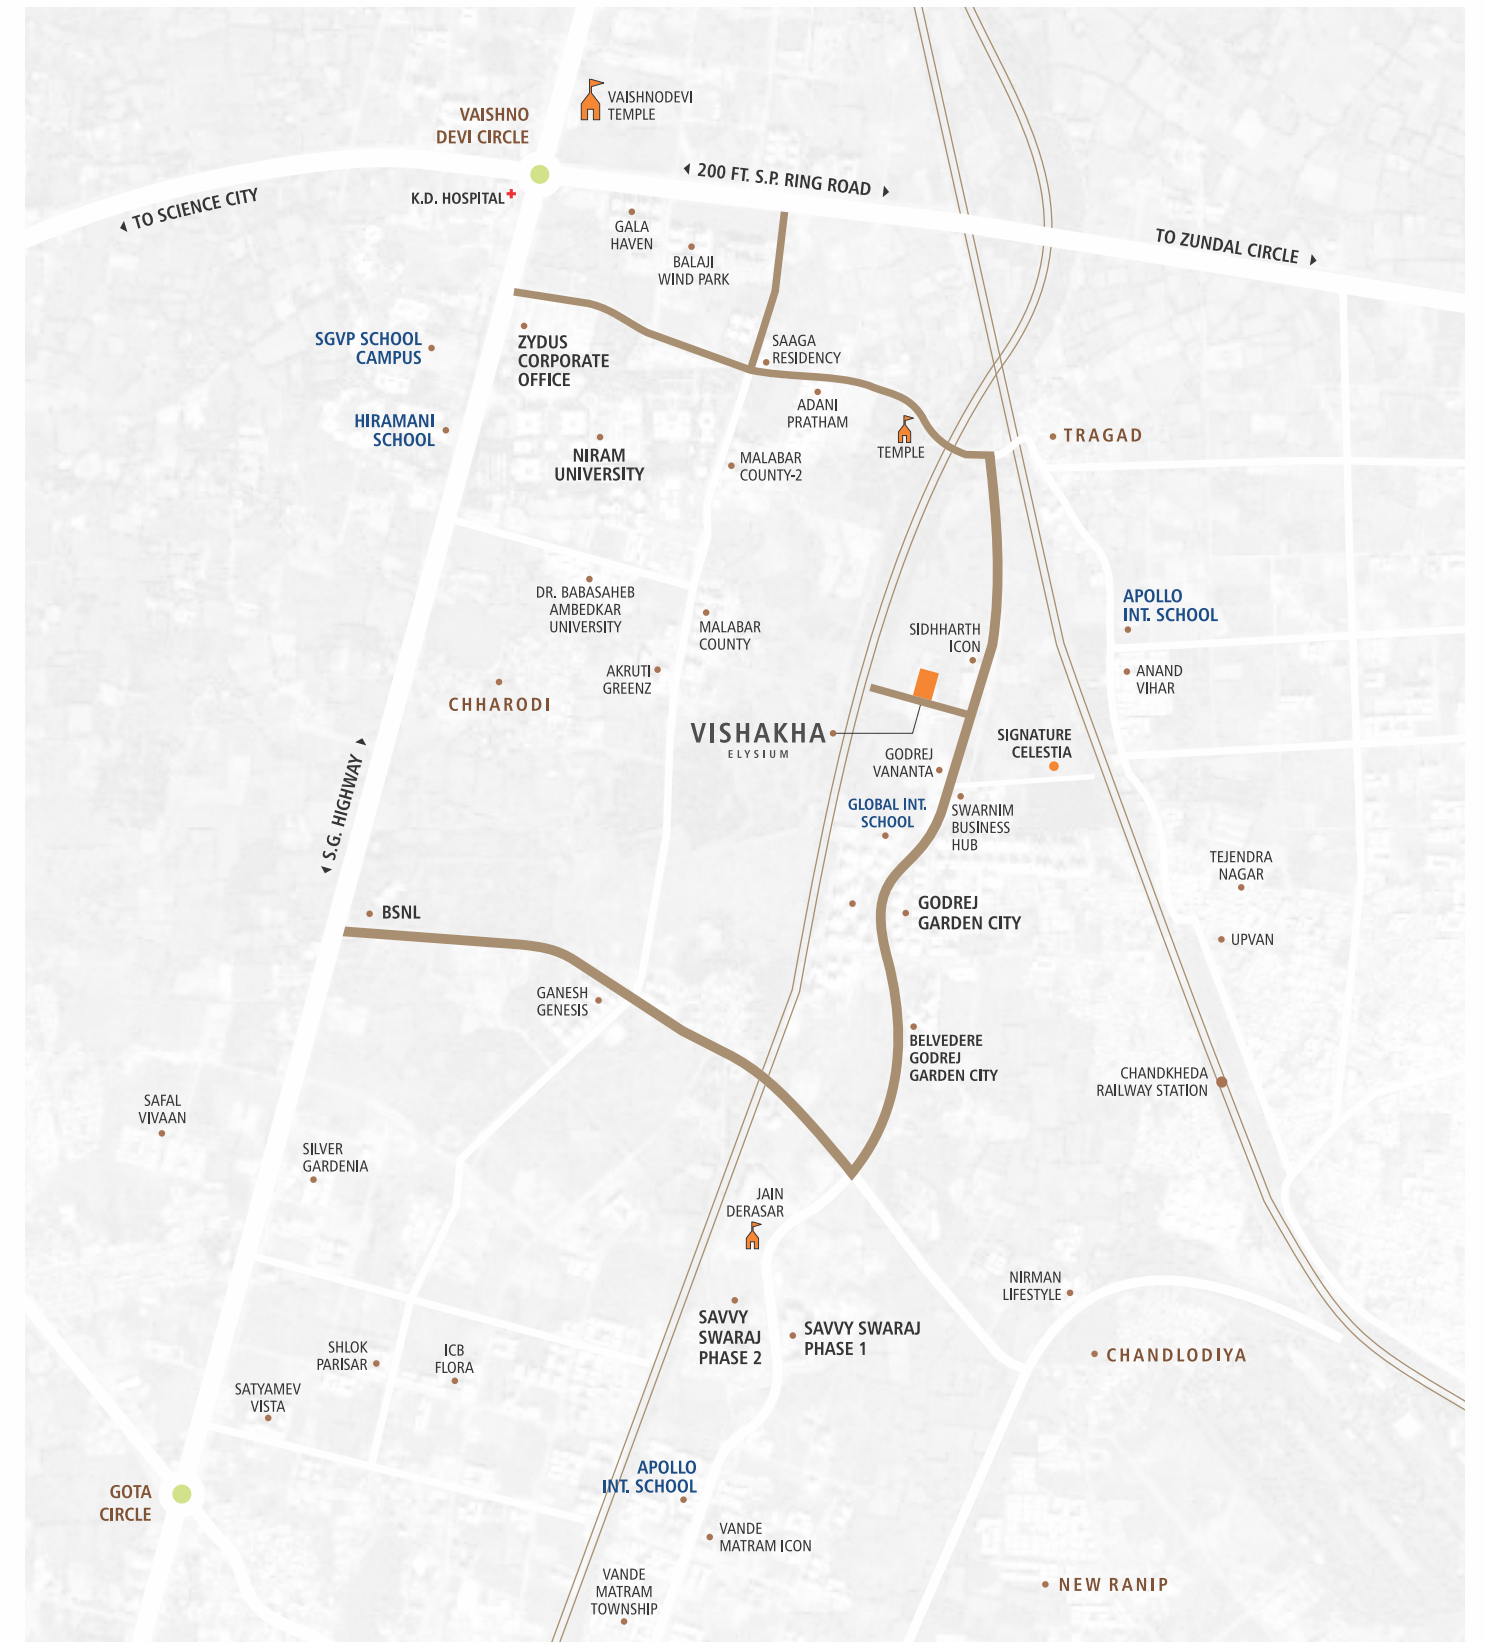 VAISHNODEVI
TEMPLE
VAISHNO
DEVI CIRCLE
200 FT. S.P. RING ROAD
K.D. HOSPITAL
TO SCIENCE CITY
GALA
HAVEN
TO ZUNDAL CIRCLE
BALAJI
WIND PARK
SGVP SCHOOL
CAMPUS
ZYDUS
CORPORATE
OFFICE
SAAGA
RESIDENCY
ADANI
PRATHAM
HIRAMANI
SCHOOL
TEMPLE
TRAGAD
NIRAM
UNIVERSITY
MALABAR
COUNTY-2
DR. BABASAHEB
AMBEDKAR
UNIVERSITY
APOLLO
INT. SCHOOL
MALABAR
COUNTY
SIDHHARTH
ICON
AKRUTI
GREENZ
ANAND
VIHAR
CHHARODI
VISHAKHA
ELYSIUM
SIGNATURE
CELESTIA
GODREJ
VANANTA
S.G. HIGHWAY
GLOBAL INT.
SCHOOL
SWARNIM
BUSINESS
HUB
TEJENDRA
NAGAR
BSNL
GODREJ
GARDEN CITY
UPVAN
GANESH
GENESIS
BELVEDERE
GODREJ
GARDEN CITY
CHANDKHEDA
RAILWAY STATION
SAFAL
VIVAAN
SILVER
GARDENIA
JAIN
DERASAR
NIRMAN
LIFESTYLE
SAVVY
SWARAJ
PHASE 2
SAVVY SWARAJ
PHASE 1
SHLOK
PARISAR
ICB
FLORA
CHANDLODIYA
SATYAMEV
VISTA
APOLLO
INT. SCHOOL
GOTA
CIRCLE
VANDE
MATRAM ICON
VANDE
MATRAM
TOWNSHIP
NEW RANIP